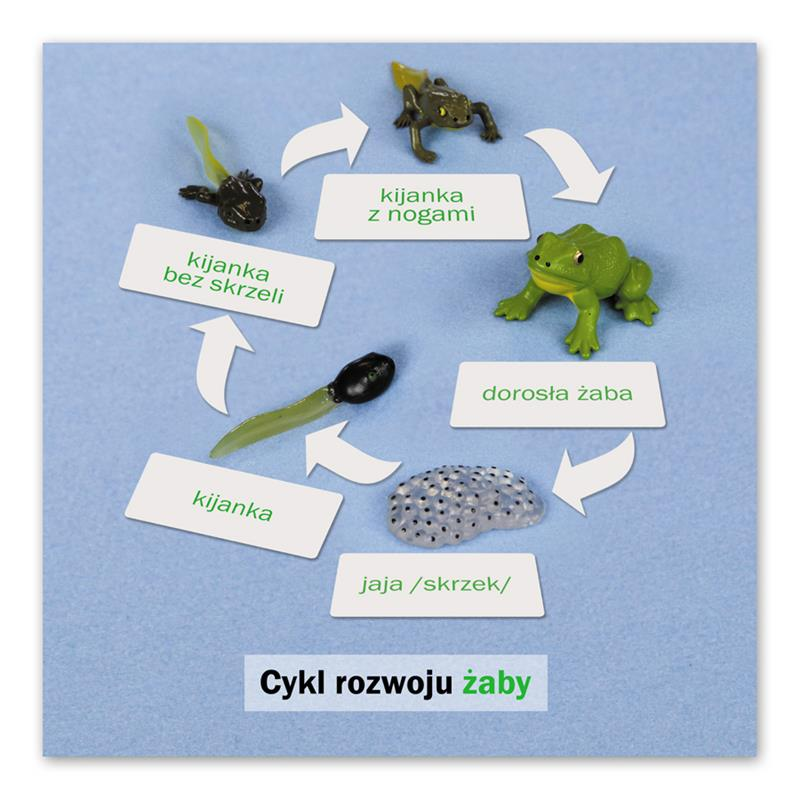 kijanka
z nogami
kijanka
bez skrzeli
dorosła żaba
kijanka
jaja /skrzek/
Cykl rozwoju żaby